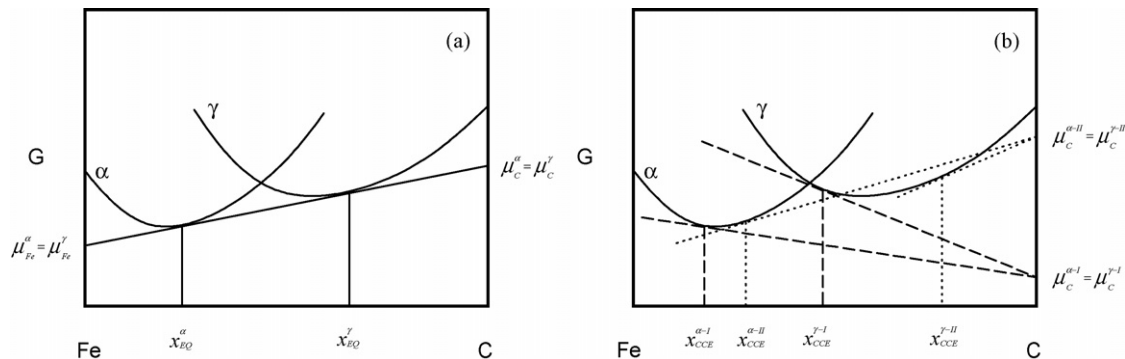 (a)
γ
G
α
μ_C^α = μ_C^γ
μ_Fe^α = μ_Fe^γ
x_EQ^α
x_EQ^γ
Fe
C
(b)
γ
μ_C^{α-II} = μ_C^{γ-II}
G
α
μ_C^{α-I} = μ_C^{γ-I}
x_CCE^{α-I}
x_CCE^{α-II}
x_CCE^{γ-I}
x_CCE^{γ-II}
Fe
C